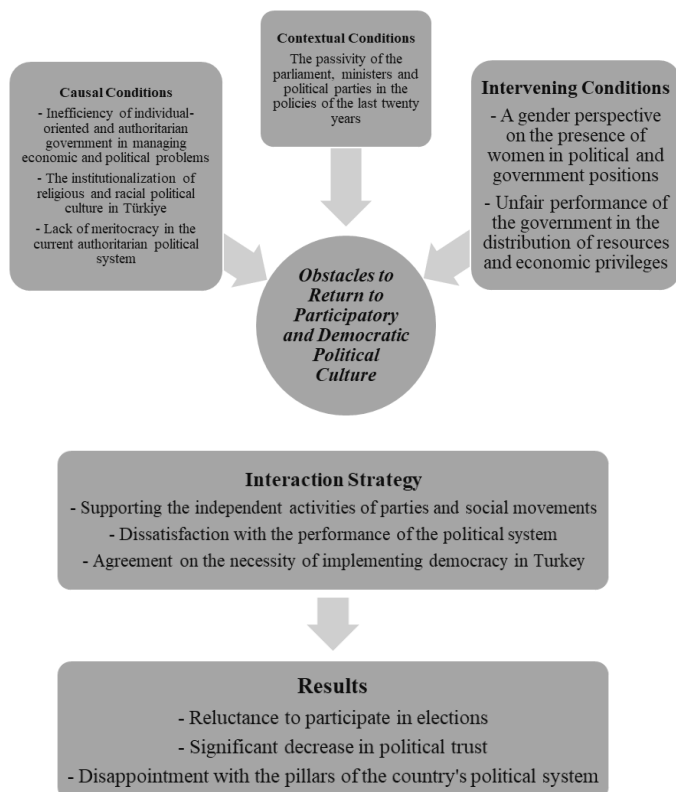 Causal Conditions
- Inefficiency of individual-
oriented and authoritarian
government in managing
economic and political problems
- The institutionalization of
religious and racial political
culture in Türkiye
- Lack of meritocracy in the
current authoritarian political
system
Contextual Conditions
The passivity of the
parliament, ministers and
political parties in the
policies of the last twenty
years
Intervening Conditions
- A gender perspective
on the presence of
women in political and
government positions
- Unfair performance of
the government in the
distribution of resources
and economic privileges
Obstacles to
Return to
Participatory
and Democratic
Political
Culture
Interaction Strategy
- Supporting the independent activities of parties and social movements
- Dissatisfaction with the performance of the political system
- Agreement on the necessity of implementing democracy in Turkey
Results
- Reluctance to participate in elections
- Significant decrease in political trust
- Disappointment with the pillars of the country's political system